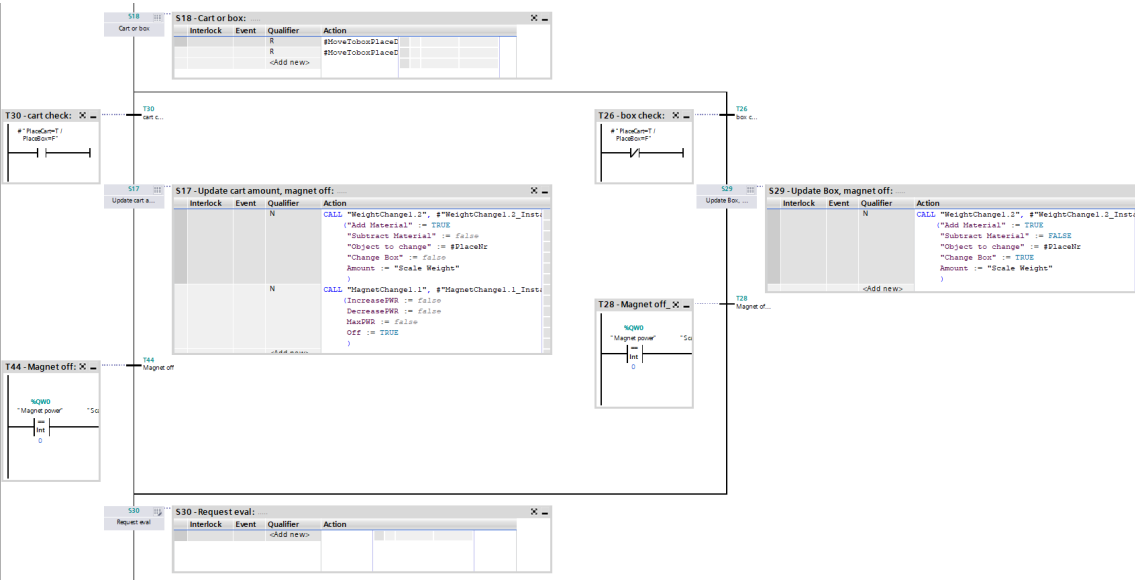 S18
Cart or box
S18 - Cart or box: ....
Interlock Event Qualifier Action
R #MoveToboxPlaceD
R #MoveToboxPlaceD
<Add new>
T30 - cart check:
T30
cart c...
#"PlaceCart=T /
PlaceBox=F"
T26 - box check:
T26
box c...
#"PlaceCart=T /
PlaceBox=F"
S17
Update cart a...
S17 - Update cart amount, magnet off: ....
Interlock Event Qualifier Action
N CALL "WeightChange1.2", #"WeightChange1.2_Insta
("Add Material" := TRUE
"Subtract Material" := false
"Object to change" := #PlaceNr
"Change Box" := false
Amount := "Scale Weight"
)
N CALL "MagnetChange1.1", #"MagnetChange1.1_Insta
(IncreasePWR := false
DecreasePWR := false
MaxPWR := false
Off := TRUE
)
<Add new>
S29
Update Box, ...
S29 - Update Box, magnet off: ....
Interlock Event Qualifier Action
N CALL "WeightChange1.2", #"WeightChange1.2_Insta
("Add Material" := TRUE
"Subtract Material" := FALSE
"Object to change" := #PlaceNr
"Change Box" := TRUE
Amount := "Scale Weight"
)
<Add new>
T28 - Magnet off_
T28
Magnet of...
%QW0
"Magnet power" "Sc
==
Int
0
T44 - Magnet off:
T44
Magnet off
%QW0
"Magnet power" "Sc
==
Int
0
S30
Request eval
S30 - Request eval: ....
Interlock Event Qualifier Action
<Add new>